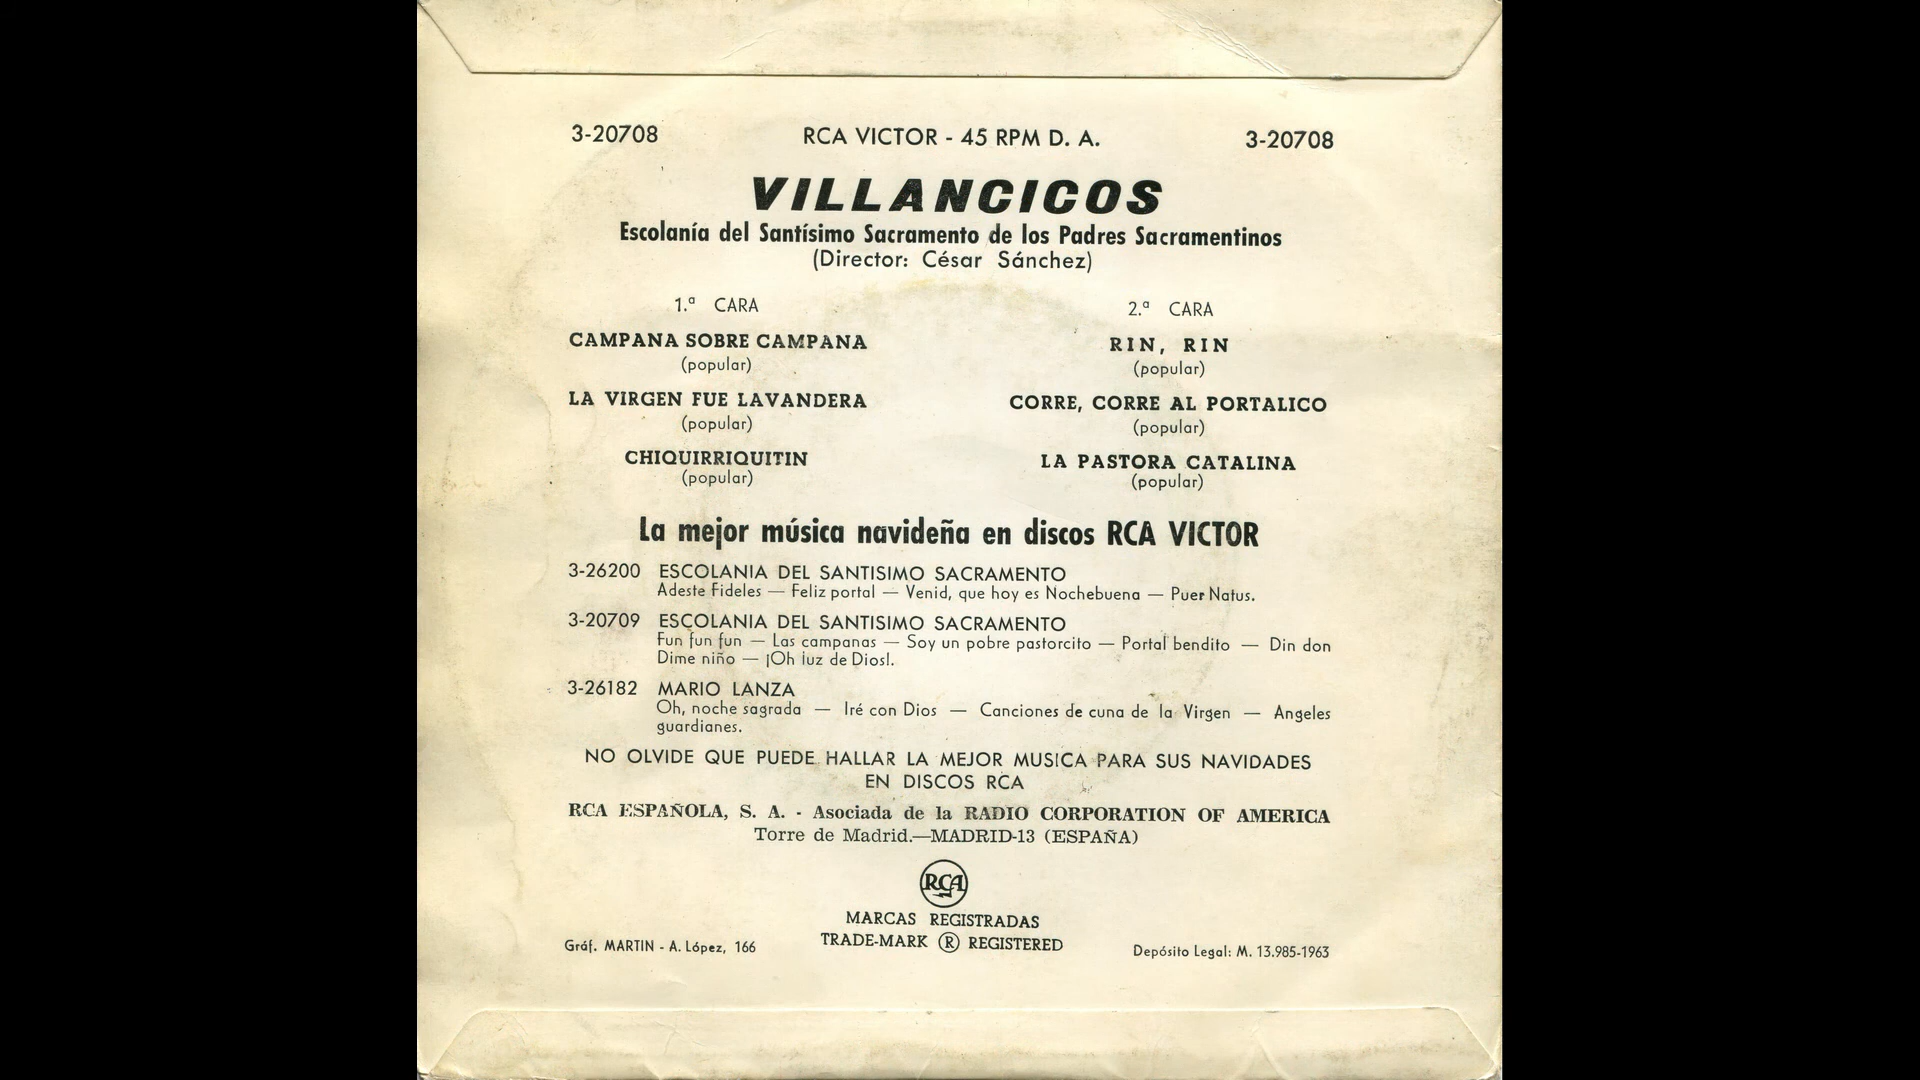 3-20708 RCA VICTOR - 45 RPM D. A. 3-20708
VILLANCICOS
Escolanía del Santísimo Sacramento de los Padres Sacramentinos
(Director: César Sánchez)
1.ª CARA
CAMPANA SOBRE CAMPANA
(popular)
LA VIRGEN FUE LAVANDERA
(popular)
CHIQUIRRIQUITIN
(popular)
2.ª CARA
RIN, RIN
(popular)
CORRE, CORRE AL PORTALICO
(popular)
LA PASTORA CATALINA
(popular)
La mejor música navideña en discos RCA VICTOR
3-26200 ESCOLANIA DEL SANTISIMO SACRAMENTO
Adeste Fideles — Feliz portal — Venid, que hoy es Nochebuena — Puer Natus.
3-20709 ESCOLANIA DEL SANTISIMO SACRAMENTO
Fun fun fun — Las campanas — Soy un pobre pastorcito — Portal bendito — Din don
Dime niño — ¡Oh luz de Dios!.
3-26182 MARIO LANZA
Oh, noche sagrada — Iré con Dios — Canciones de cuna de la Virgen — Angeles
guardianes.
NO OLVIDE QUE PUEDE HALLAR LA MEJOR MUSICA PARA SUS NAVIDADES
EN DISCOS RCA
RCA ESPAÑOLA, S. A. - Asociada de la RADIO CORPORATION OF AMERICA
Torre de Madrid.—MADRID-13 (ESPAÑA)
RCA
MARCAS REGISTRADAS
TRADE-MARK ® REGISTERED
Gráf. MARTIN - A. López, 166
Depósito Legal: M. 13.985-1963